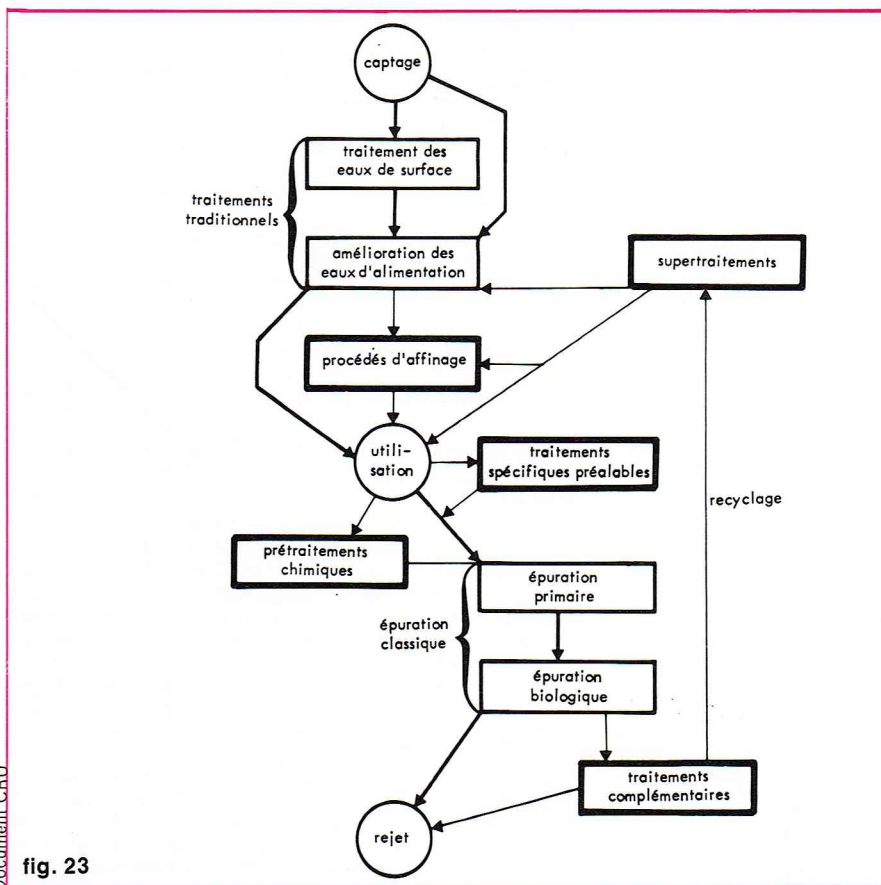 captage
traitement des
eaux de surface
traitements
traditionnels
amélioration des
eaux d'alimentation
supertraitements
procédés d'affinage
utili-
sation
traitements
spécifiques préalables
recyclage
prétraitements
chimiques
épuration
primaire
épuration
classique
épuration
biologique
traitements
complémentaires
rejet
fig. 23